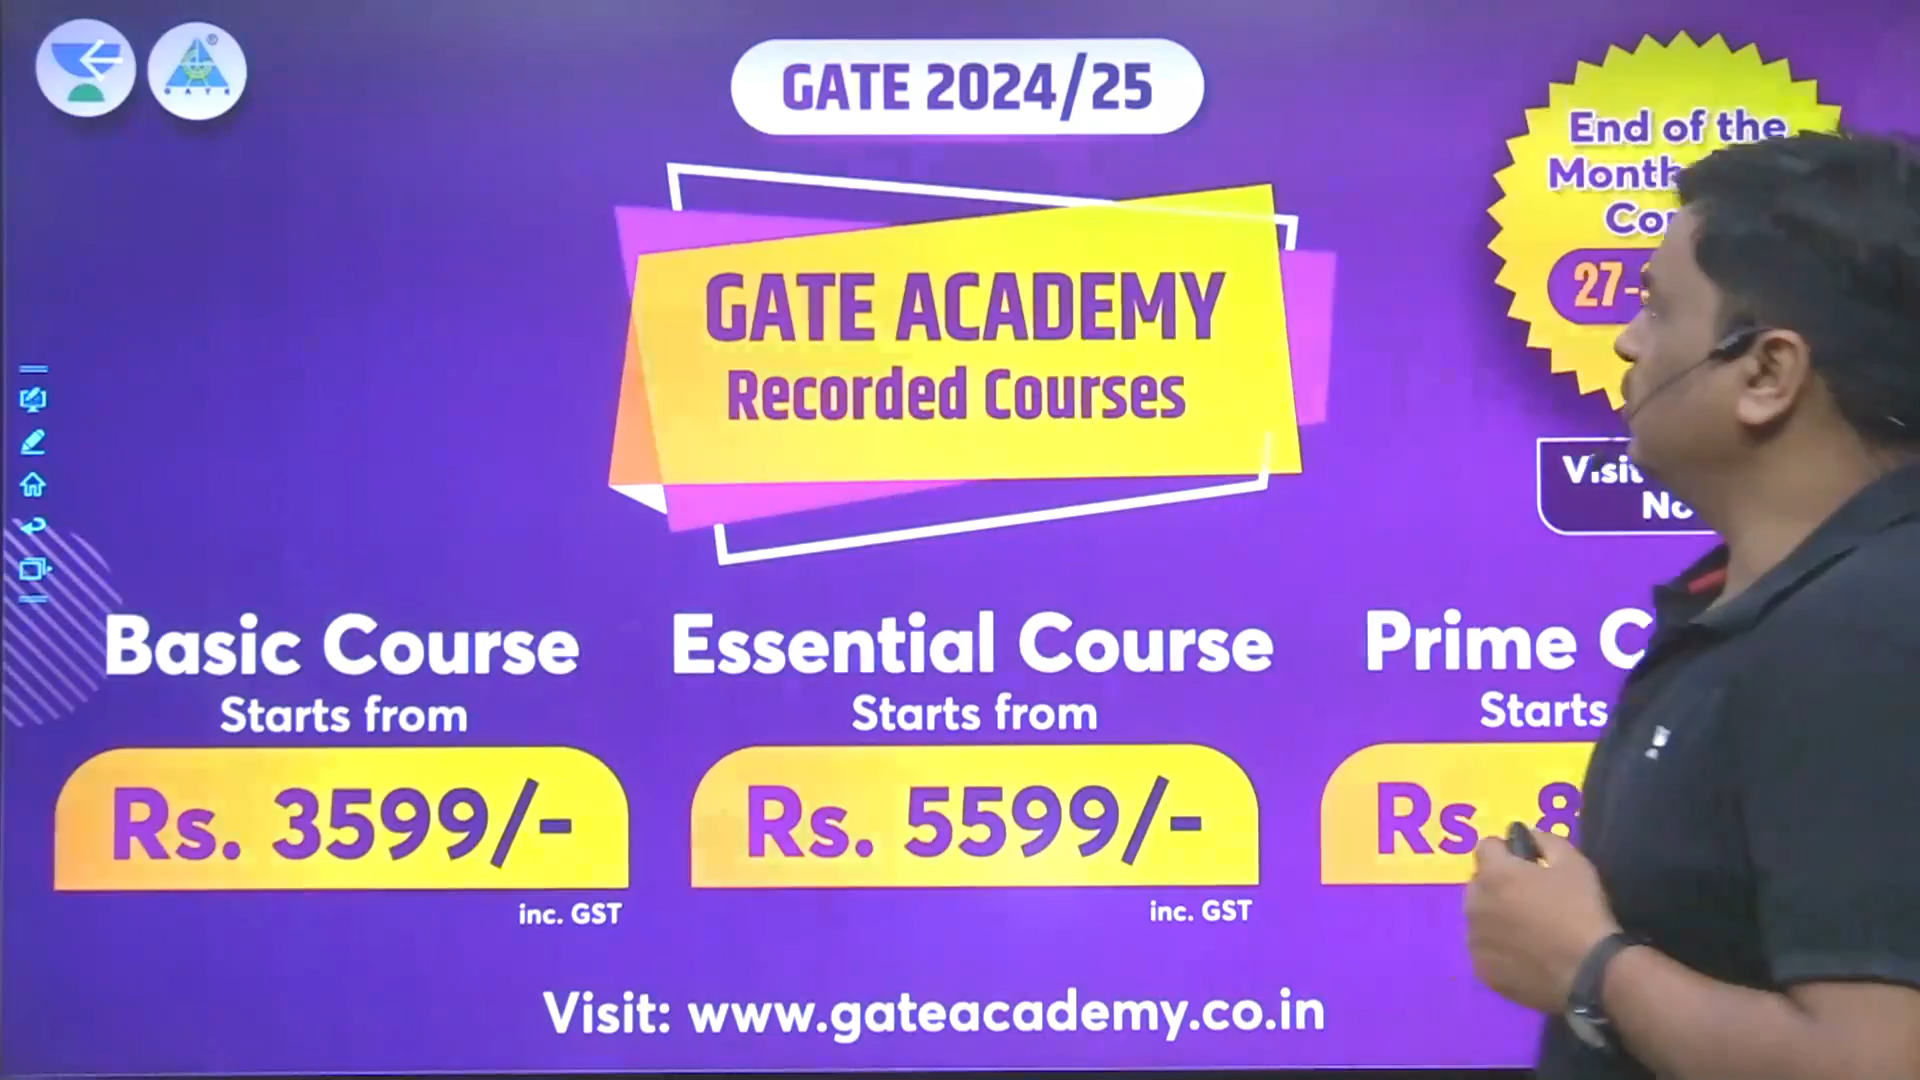 GATE 2024/25
End of the
Month
GATE ACADEMY
Recorded Courses
27-
Visit
Basic Course
Essential Course
Prime
Starts from
Starts from
Starts
Rs. 3599/-
Rs. 5599/-
Rs. 8
inc. GST
inc. GST
Visit: www.gateacademy.co.in
GATE